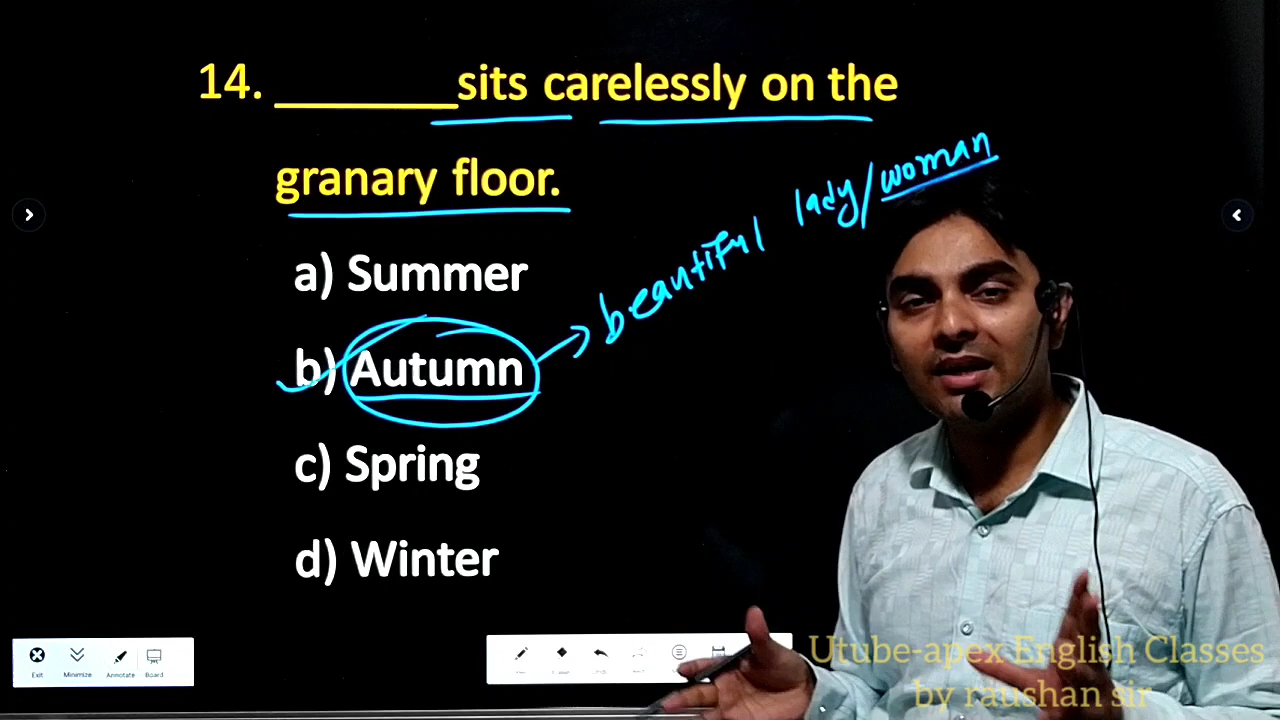 14. ________sits carelessly on the
granary floor.
beautiful lady/woman
a) Summer
b) Autumn
c) Spring
d) Winter
Exit Minimize Annotate Board
Utube-apex English Classes
by raushan sir